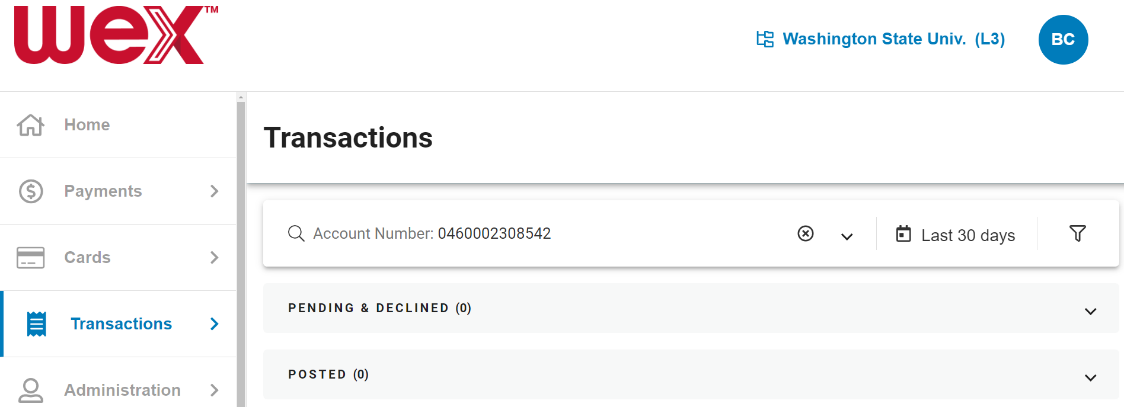 wex™
Washington State Univ. (L3)
BC
Home
Payments
Cards
Transactions
Administration
Transactions
Account Number: 0460002308542
Last 30 days
PENDING & DECLINED (0)
POSTED (0)